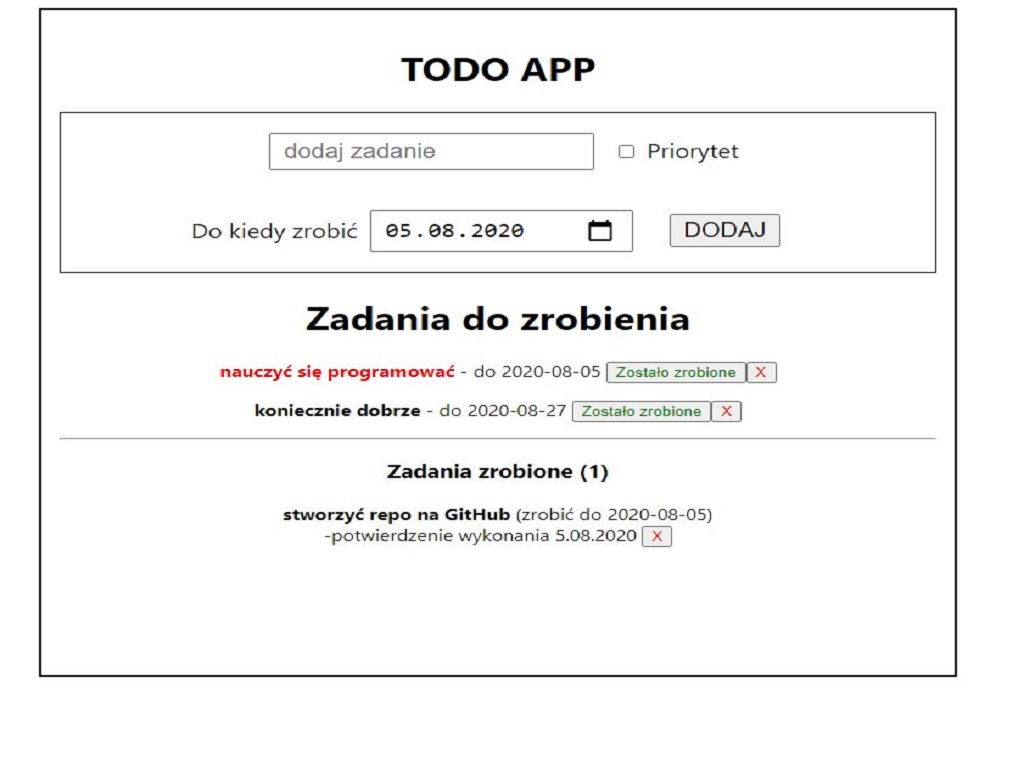 TODO APP
dodaj zadanie Priorytet
Do kiedy zrobić 05.08.2020 DODAJ
Zadania do zrobienia
nauczyć się programować - do 2020-08-05 Zostało zrobione X
koniecznie dobrze - do 2020-08-27 Zostało zrobione X
Zadania zrobione (1)
stworzyć repo na GitHub (zrobić do 2020-08-05)
-potwierdzenie wykonania 5.08.2020 X